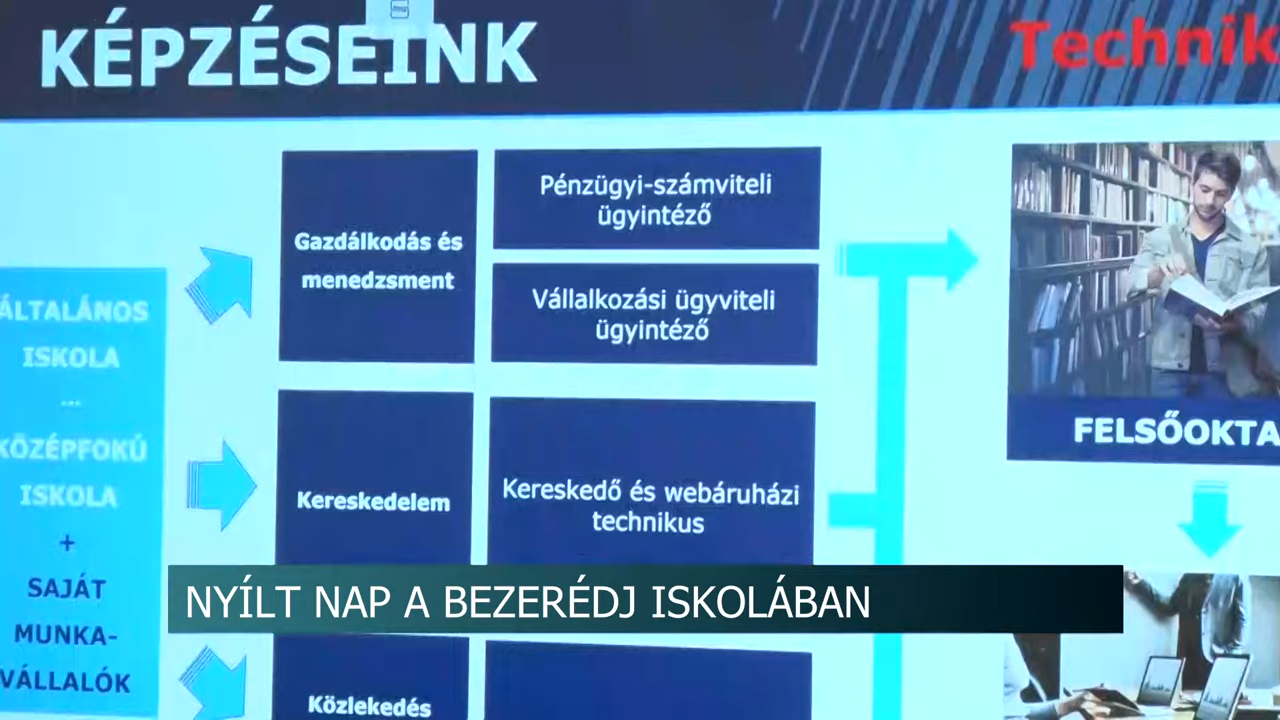 KÉPZÉSEINK
Technik
ÁLTALÁNOS
ISKOLA
...
KÖZÉPFOKÚ
ISKOLA
+
SAJÁT
MUNKA-
VÁLLALÓK
Gazdálkodás és
menedzsment
Pénzügyi-számviteli
ügyintéző
Vállalkozási ügyviteli
ügyintéző
Kereskedelem
Kereskedő és webáruházi
technikus
Közlekedés
FELSŐOKTA
NYÍLT NAP A BEZERÉDJ ISKOLÁBAN